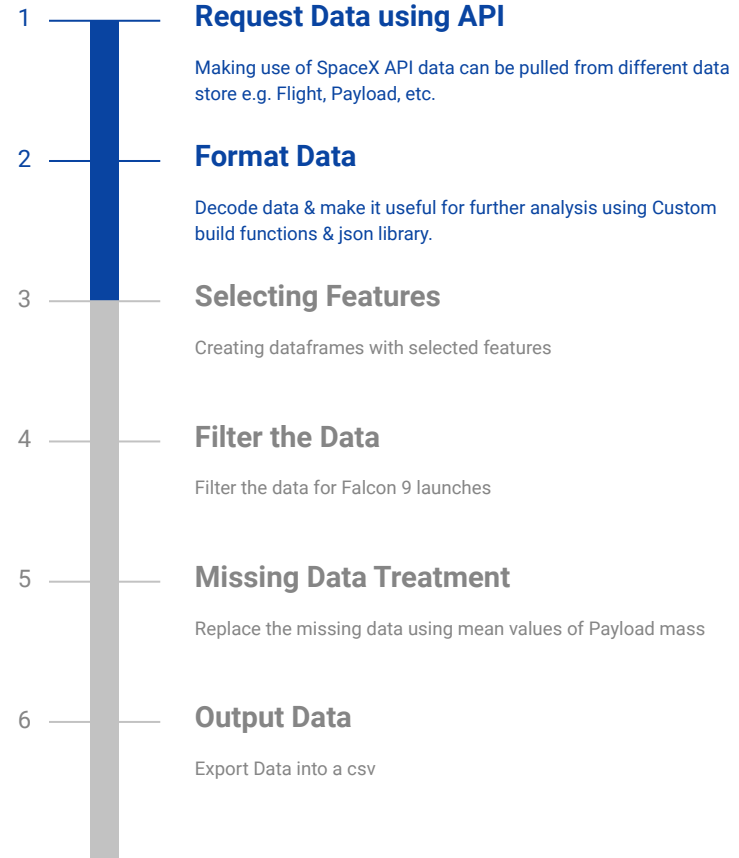 1
Request Data using API
Making use of SpaceX API data can be pulled from different data
store e.g. Flight, Payload, etc.
2
Format Data
Decode data & make it useful for further analysis using Custom
build functions & json library.
3
Selecting Features
Creating dataframes with selected features
4
Filter the Data
Filter the data for Falcon 9 launches
5
Missing Data Treatment
Replace the missing data using mean values of Payload mass
6
Output Data
Export Data into a csv